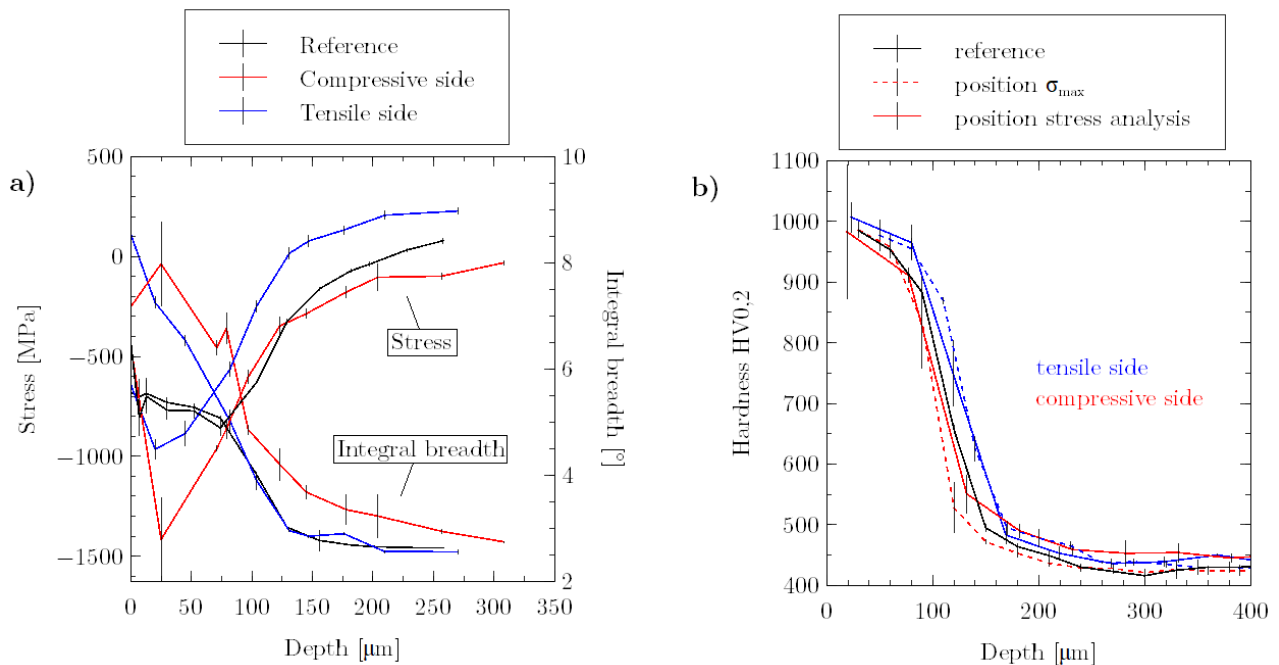 Reference
Compressive side
Tensile side
a)
500
0
−500
−1000
−1500
Stress [MPa]
10
8
6
4
2
Integral breadth [°]
Stress
Integral breadth
0 50 100 150 200 250 300 350
Depth [μm]
reference
position σmax
position stress analysis
b)
1100
1000
900
800
700
600
500
400
Hardness HV0,2
tensile side
compressive side
0 100 200 300 400
Depth [μm]